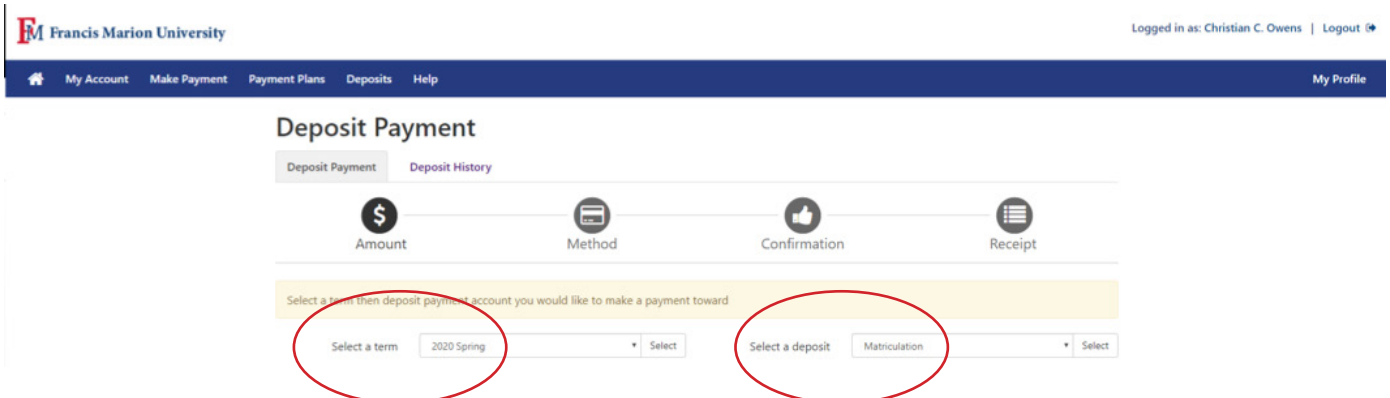 FM Francis Marion University
Logged in as: Christian C. Owens | Logout
My Account Make Payment Payment Plans Deposits Help My Profile
Deposit Payment
Deposit Payment Deposit History
$
Amount Method Confirmation Receipt
Select a term then deposit payment account you would like to make a payment toward
Select a term 2020 Spring Select Select a deposit Matriculation Select